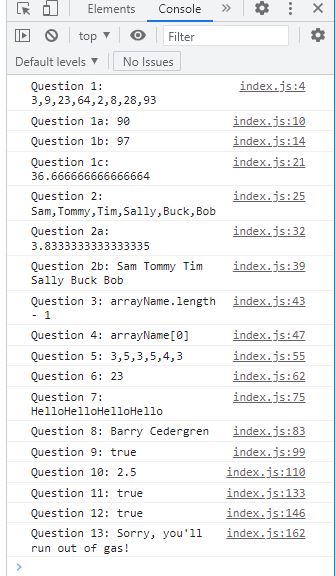 Elements Console »
top Filter
Default levels No Issues
Question 1: index.js:4
3,9,23,64,2,8,28,93
Question 1a: 90 index.js:10
Question 1b: 97 index.js:14
Question 1c: index.js:21
36.666666666666664
Question 2: index.js:25
Sam,Tommy,Tim,Sally,Buck,Bob
Question 2a: index.js:32
3.8333333333333335
Question 2b: Sam Tommy Tim index.js:39
Sally Buck Bob
Question 3: arrayName.length index.js:43
- 1
Question 4: arrayName[0] index.js:47
Question 5: 3,5,3,5,4,3 index.js:55
Question 6: 23 index.js:62
Question 7: index.js:75
HelloHelloHelloHello
Question 8: Barry Cedergren index.js:83
Question 9: true index.js:99
Question 10: 2.5 index.js:110
Question 11: true index.js:133
Question 12: true index.js:146
Question 13: Sorry, you'll index.js:162
run out of gas!
>